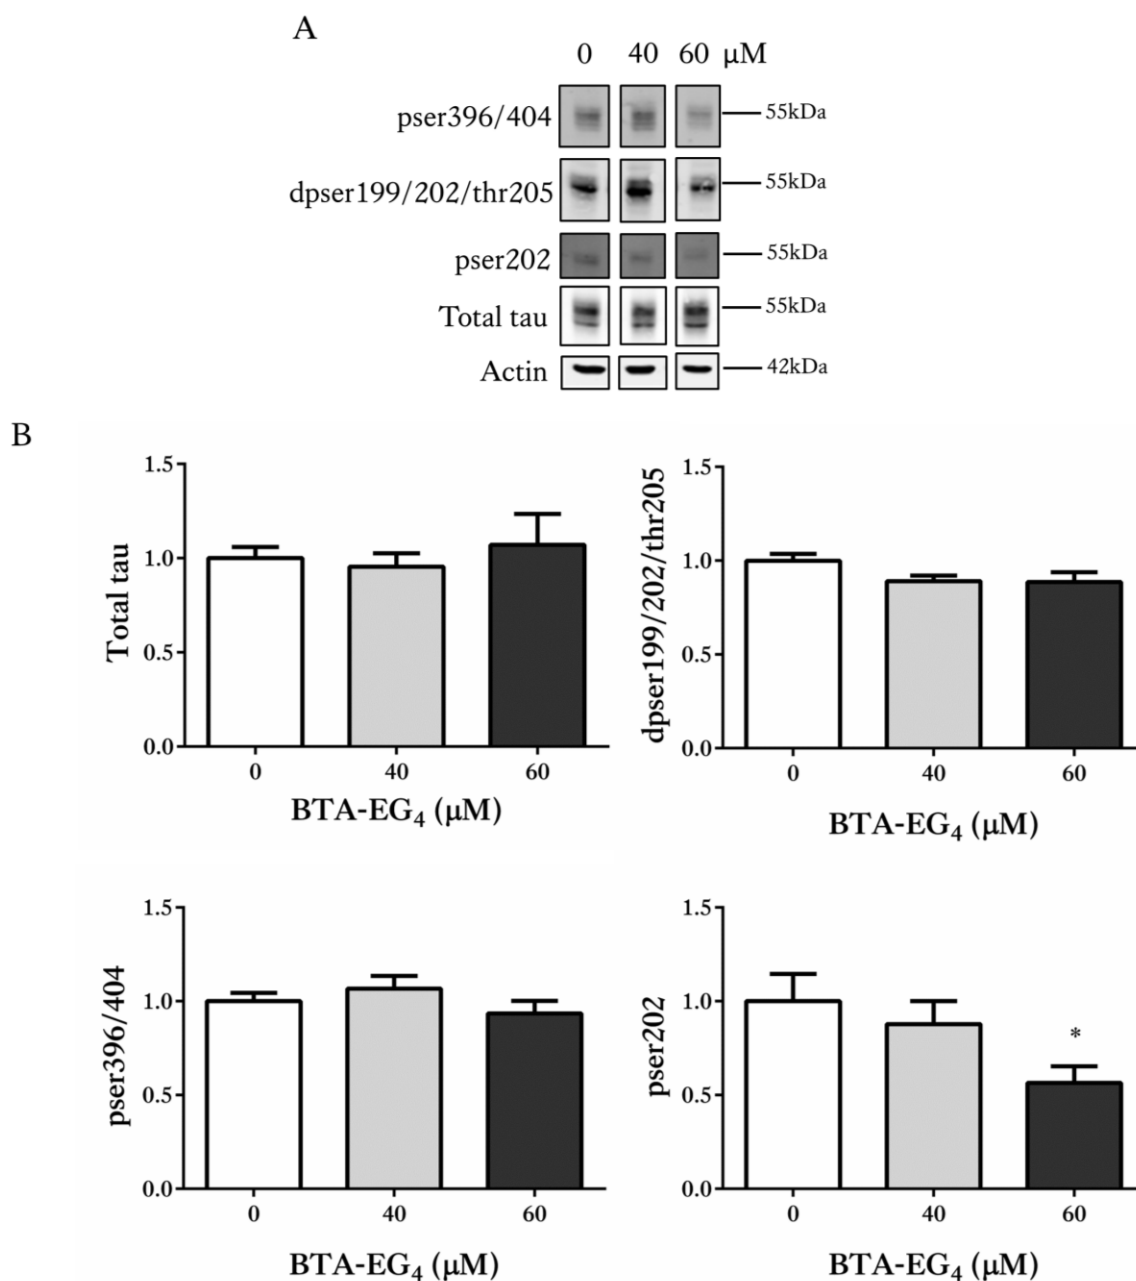 A
0 40 60 μM
pser396/404 55kDa
dpser199/202/thr205 55kDa
pser202 55kDa
Total tau 55kDa
Actin 42kDa
B
Total tau
1.5
1.0
0.5
0.0
0 40 60
BTA-EG₄ (μM)
dpser199/202/thr205
1.5
1.0
0.5
0.0
0 40 60
BTA-EG₄ (μM)
pser396/404
1.5
1.0
0.5
0.0
0 40 60
BTA-EG₄ (μM)
pser202
1.5
1.0
0.5
0.0
*
0 40 60
BTA-EG₄ (μM)